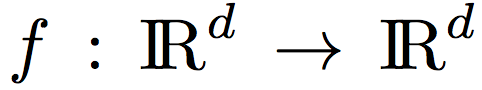 f : ℝ^d → ℝ^d